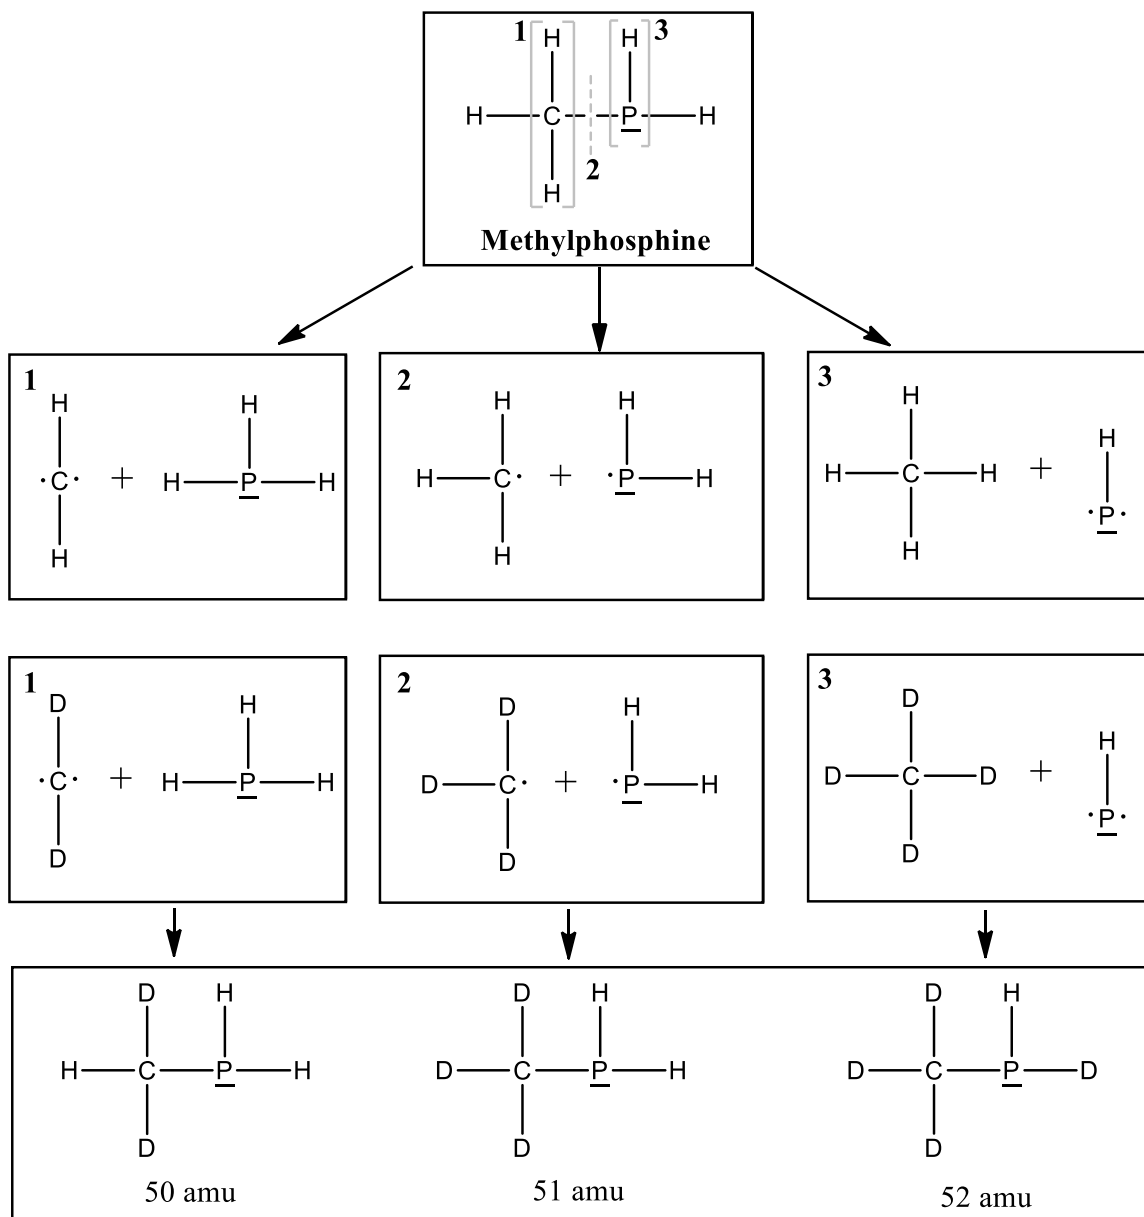 1 H H 3
H C P H
2
H
Methylphosphine
1 2 3
H H H H H
·C· + H P H H C· + ·P H H C H + H
H H H ·P·
1 2 3
D H D H D H
·C· + H P H D C· + ·P H D C D + ·P·
D D D
D H D H D H
H C P H D C P H D C P D
D D D
50 amu 51 amu 52 amu